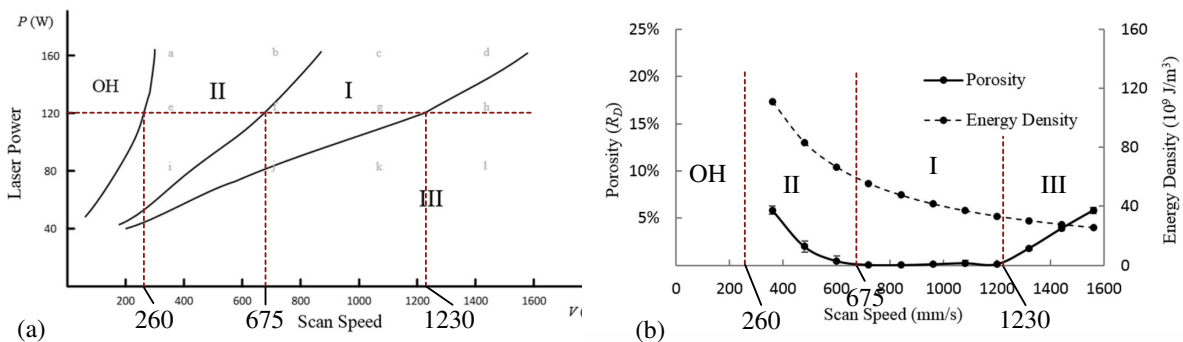 P (W)
a
b
c
d
160
OH
II
I
e
f
g
h
120
Laser Power
80
i
j
k
l
III
40
200
400
600
800
1000
1200
1400
1600
V(
260
675
Scan Speed
1230
(a)
25%
20%
15%
10%
5%
Porosity (R_D)
160
120
80
40
0
Energy Density (10⁹ J/m³)
Porosity
Energy Density
OH
II
I
III
0
200
400
600
800
1000
1200
1400
1600
675
260
Scan Speed (mm/s)
1230
(b)